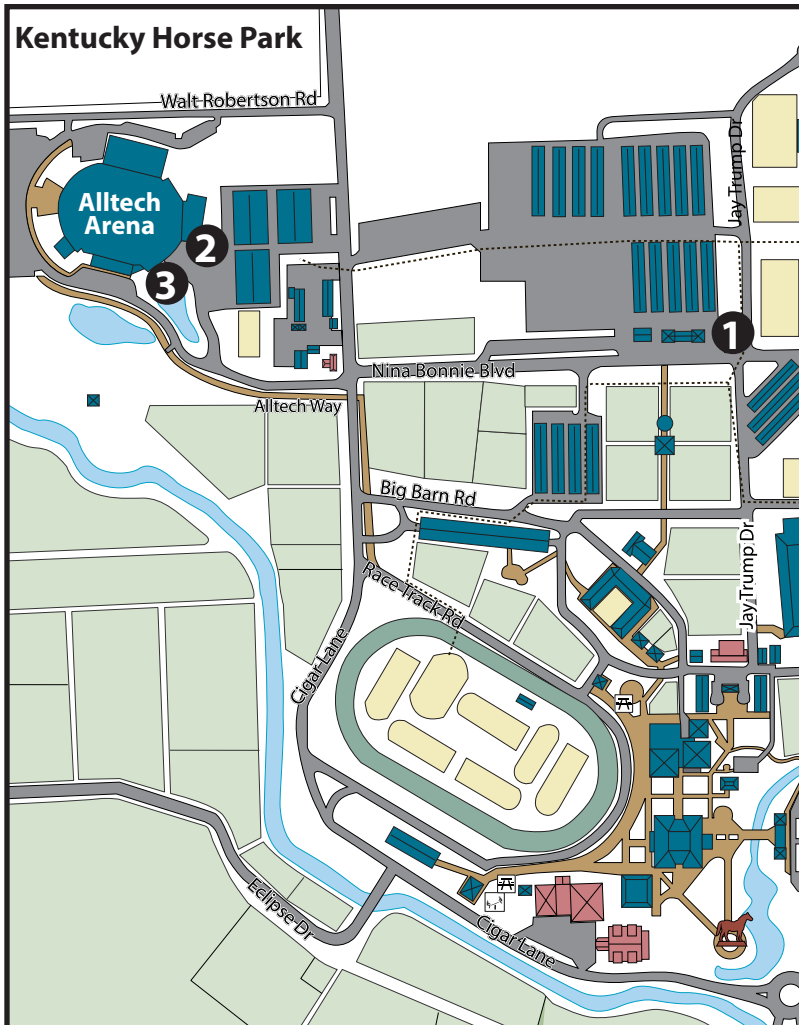 Kentucky Horse Park
Walt Robertson Rd
Jay Trump Dr
Alltech
Arena
2
3
1
Nina Bonnie Blvd
Alltech Way
Big Barn Rd
Jay Trump Dr
Race Track Rd
Cigar Lane
Eclipse Dr
Cigar Lane